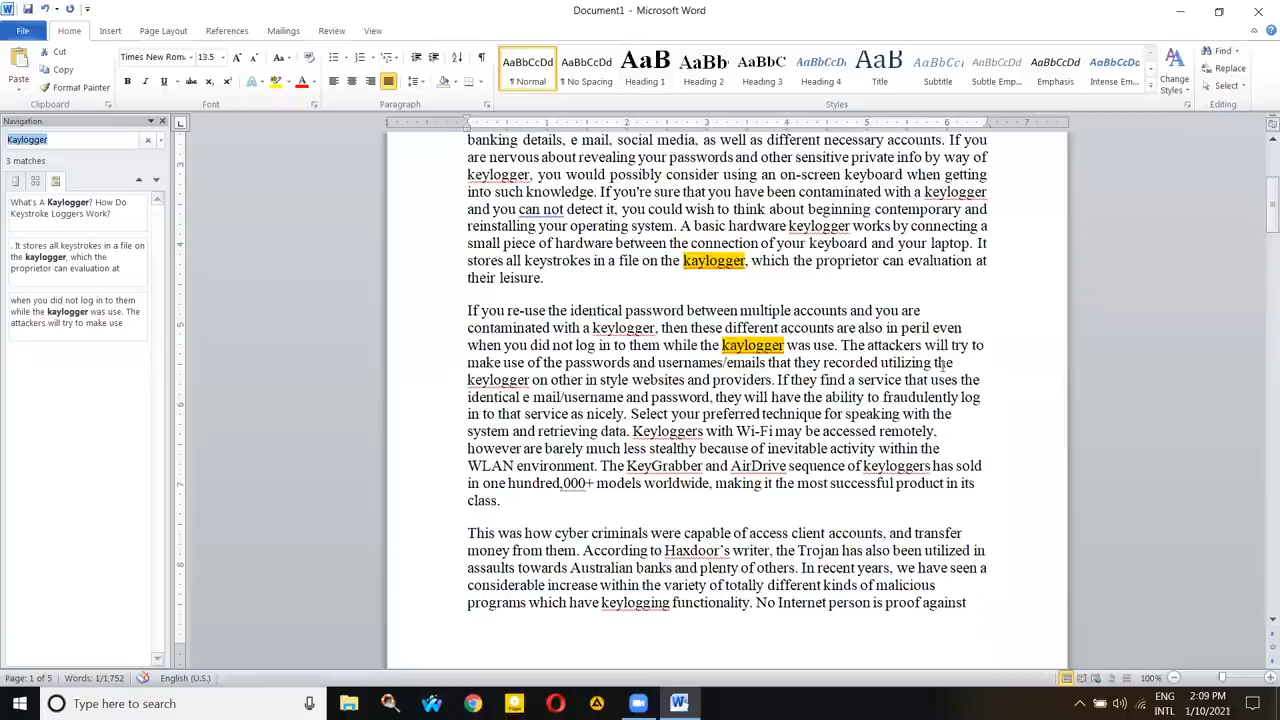 Document1 - Microsoft Word
File Home Insert Page Layout References Mailings Review View
Paste
Cut
Copy
Format Painter
Clipboard
Times New Rom 13.5
Font
Paragraph
AaBbCcDd AaBbCcDd AaB AaBb AaBbC AaBbCcDd AaB AaBbCcI AaBbCcDd AaBbCcDd AaBbCcDd
¶ Normal ¶ No Spacing Heading 1 Heading 2 Heading 3 Heading 4 Title Subtitle Subtle Emp... Emphasis Intense Em...
Styles
Change
Styles
Find
Replace
Select
Editing
Navigation
Kaylogger
3 matches
What's A Kaylogger? How Do
Keystroke Loggers Work?
. It stores all keystrokes in a file on
the kaylogger, which the
proprietor can evaluation at
when you did not log in to them
while the kaylogger was use. The
attackers will try to make use
banking details, e mail, social media, as well as different necessary accounts. If you
are nervous about revealing your passwords and other sensitive private info by way of
keylogger, you would possibly consider using an on-screen keyboard when getting
into such knowledge. If you're sure that you have been contaminated with a keylogger
and you can not detect it, you could wish to think about beginning contemporary and
reinstalling your operating system. A basic hardware keylogger works by connecting a
small piece of hardware between the connection of your keyboard and your laptop. It
stores all keystrokes in a file on the kaylogger, which the proprietor can evaluation at
their leisure.
If you re-use the identical password between multiple accounts and you are
contaminated with a keylogger, then these different accounts are also in peril even
when you did not log in to them while the kaylogger was use. The attackers will try to
make use of the passwords and usernames/emails that they recorded utilizing the
keylogger on other in style websites and providers. If they find a service that uses the
identical e mail/username and password, they will have the ability to fraudulently log
in to that service as nicely. Select your preferred technique for speaking with the
system and retrieving data. Keyloggers with Wi-Fi may be accessed remotely,
however are barely much less stealthy because of inevitable activity within the
WLAN environment. The KeyGrabber and AirDrive sequence of keyloggers has sold
in one hundred,000+ models worldwide, making it the most successful product in its
class.
This was how cyber criminals were capable of access client accounts, and transfer
money from them. According to Haxdoor's writer, the Trojan has also been utilized in
assaults towards Australian banks and plenty of others. In recent years, we have seen a
considerable increase within the variety of totally different kinds of malicious
programs which have keylogging functionality. No Internet person is proof against
Page: 1 of 5 Words: 1/1,752 English (U.S.) 100%
Type here to search
ENG
INTL
2:09 PM
1/10/2021